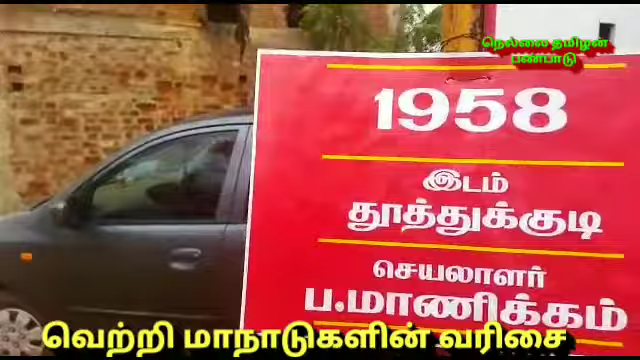 நெல்லை தமிழன்
பண்பாடு
1958
இடம்
தூத்துக்குடி
செயலாளர்
ப.மாணிக்கம்
வெற்றி மாநாடுகளின் வரிசை